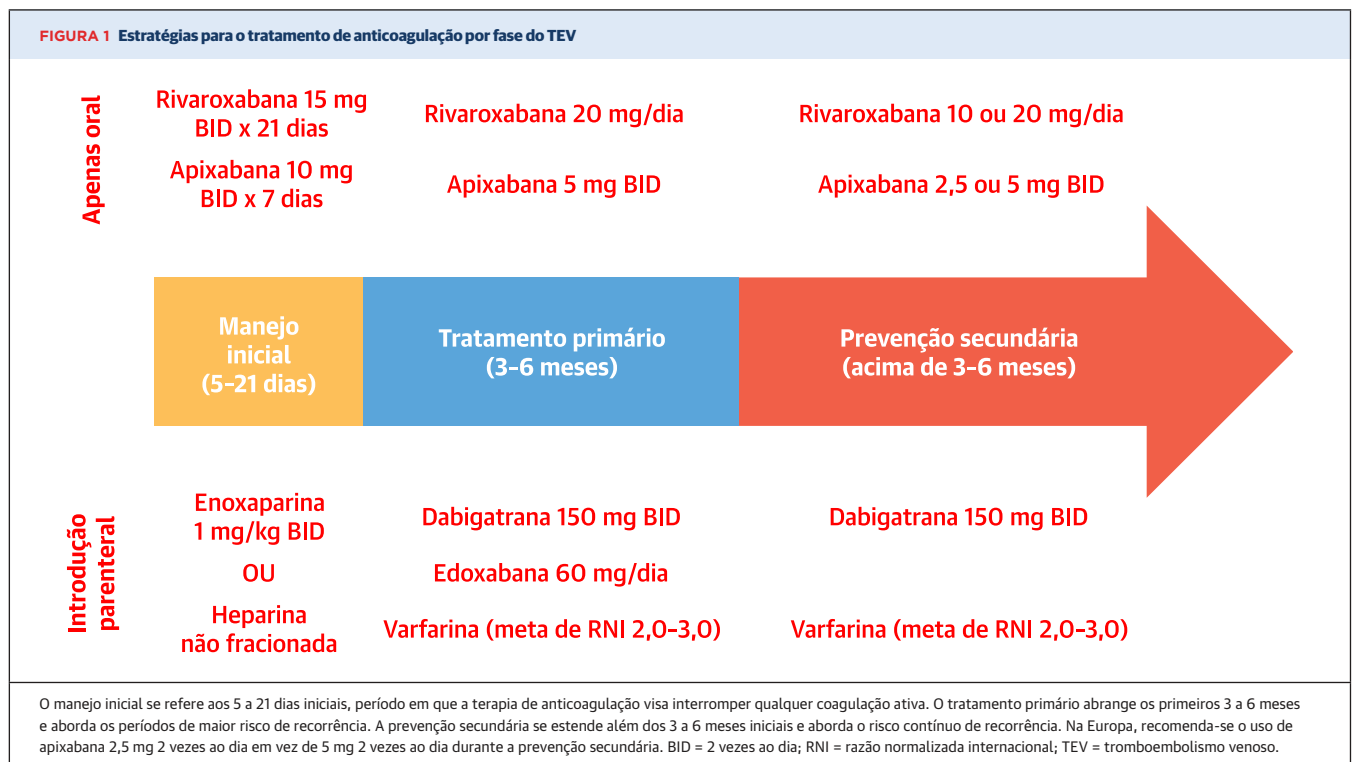 FIGURA 1 Estratégias para o tratamento de anticoagulação por fase do TEV
Apenas oral
Rivaroxabana 15 mg
BID x 21 dias
Rivaroxabana 20 mg/dia
Rivaroxabana 10 ou 20 mg/dia
Apixabana 10 mg
BID x 7 dias
Apixabana 5 mg BID
Apixabana 2,5 ou 5 mg BID
Manejo
inicial
(5-21 dias)
Tratamento primário
(3-6 meses)
Prevenção secundária
(acima de 3-6 meses)
Introdução
parenteral
Enoxaparina
1 mg/kg BID
OU
Heparina
não fracionada
Dabigatrana 150 mg BID
Edoxabana 60 mg/dia
Varfarina (meta de RNI 2,0-3,0)
Dabigatrana 150 mg BID
Varfarina (meta de RNI 2,0-3,0)
O manejo inicial se refere aos 5 a 21 dias iniciais, período em que a terapia de anticoagulação visa interromper qualquer coagulação ativa. O tratamento primário abrange os primeiros 3 a 6 meses
e aborda os períodos de maior risco de recorrência. A prevenção secundária se estende além dos 3 a 6 meses iniciais e aborda o risco contínuo de recorrência. Na Europa, recomenda-se o uso de
apixabana 2,5 mg 2 vezes ao dia em vez de 5 mg 2 vezes ao dia durante a prevenção secundária. BID = 2 vezes ao dia; RNI = razão normalizada internacional; TEV = tromboembolismo venoso.